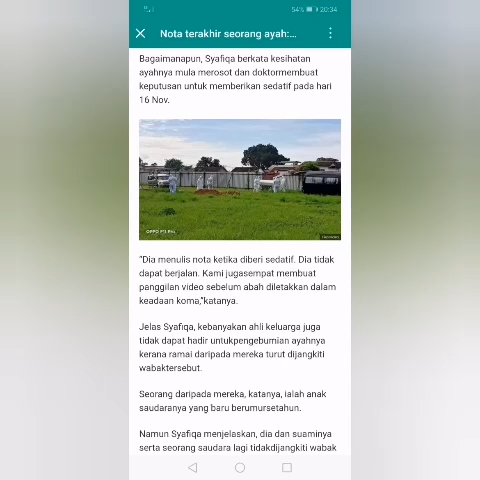 54% 20:34
Nota terakhir seorang ayah:...
Bagaimanapun, Syafiqa berkata kesihatan
ayahnya mula merosot dan doktormembuat
keputusan untuk memberikan sedatif pada hari
16 Nov.
OPPO F11 Pro
“Dia menulis nota ketika diberi sedatif. Dia tidak
dapat berjalan. Kami jugasempat membuat
panggilan video sebelum abah diletakkan dalam
keadaan koma,”katanya.
Jelas Syafiqa, kebanyakan ahli keluarga juga
tidak dapat hadir untukpengebumian ayahnya
kerana ramai daripada mereka turut dijangkiti
wabaktersebut.
Seorang daripada mereka, katanya, ialah anak
saudaranya yang baru berumursetahun.
Namun Syafiqa menjelaskan, dia dan suaminya
serta seorang saudara lagi tidakdijangkiti wabak